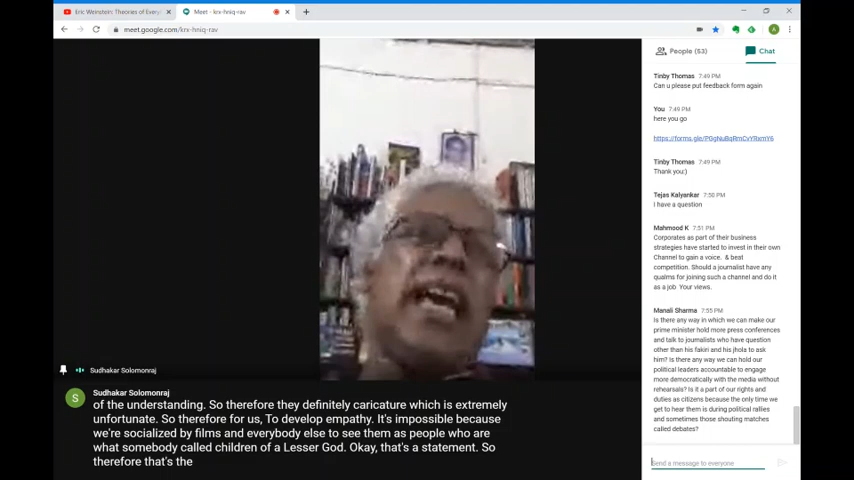 Eric Weinstein: Theories of Every
Meet - krv-hniq-rav
meet.google.com/krv-hniq-rav
People (53)
Chat
Tinby Thomas 7:49 PM
Can u please put feedback form again
You 7:49 PM
here you go
Tinby Thomas 7:49 PM
Thank you:)
Tejas Kalyankar 7:50 PM
I have a question
Mahmood K 7:51 PM
Corporates as part of their business
strategies have started to invest in their own
Channel to gain a voice. & beat
competition. Should a journalist have any
qualms for joining such a channel and do it
as a job Your views.
Manali Sharma 7:55 PM
Is there any way in which we can make our
prime minister hold more press conferences
and talk to journalists who have question
other than his fakiri and his jhola to ask
him? Is there any way we can hold our
political leaders accountable to engage
more democratically with the media without
rehearsals? Is it a part of our rights and
duties as citizens because the only time we
get to hear them is during political rallies
and sometimes those shouting matches
called debates?
Send a message to everyone
Sudhakar Solomonraj
S
Sudhakar Solomonraj
of the understanding. So therefore they definitely caricature which is extremely
unfortunate. So therefore for us, To develop empathy. It's impossible because
we're socialized by films and everybody else to see them as people who are
what somebody called children of a Lesser God. Okay, that's a statement. So
therefore that's the